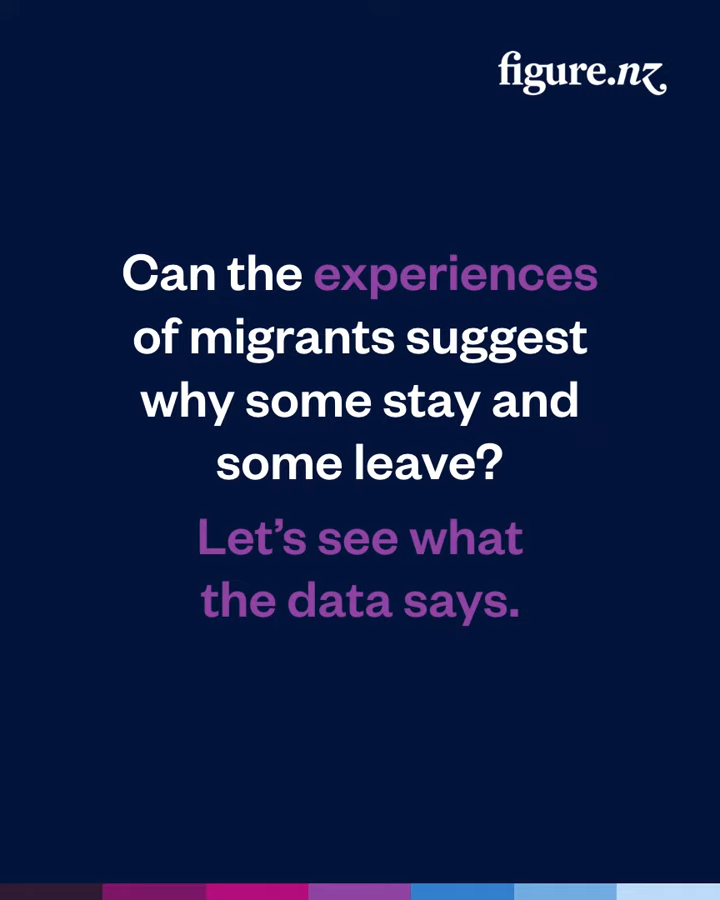 figure.nz
Can the experiences
of migrants suggest
why some stay and
some leave?
Let’s see what
the data says.